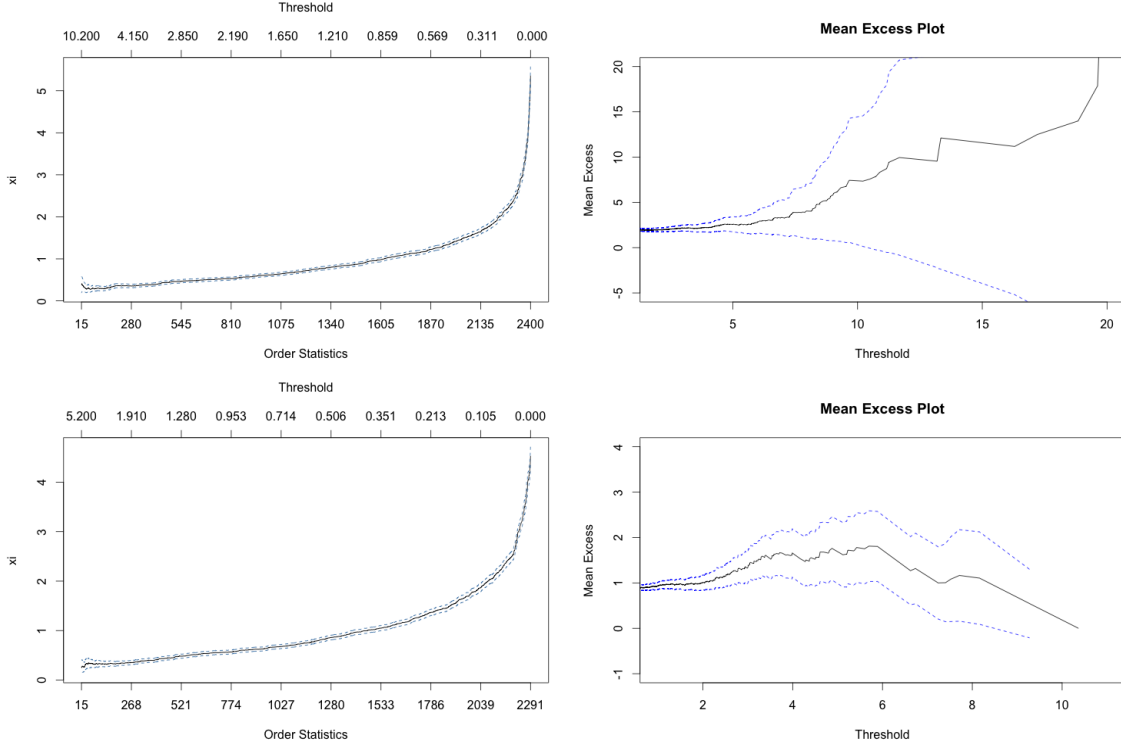 Threshold
10.200 4.150 2.850 2.190 1.650 1.210 0.859 0.569 0.311 0.000
xi
0 1 2 3 4 5
15 280 545 810 1075 1340 1605 1870 2135 2400
Order Statistics
Mean Excess Plot
Mean Excess
-5 0 5 10 15 20
5 10 15 20
Threshold
Threshold
5.200 1.910 1.280 0.953 0.714 0.506 0.351 0.213 0.105 0.000
xi
0 1 2 3 4
15 268 521 774 1027 1280 1533 1786 2039 2291
Order Statistics
Mean Excess Plot
Mean Excess
-1 0 1 2 3 4
2 4 6 8 10
Threshold